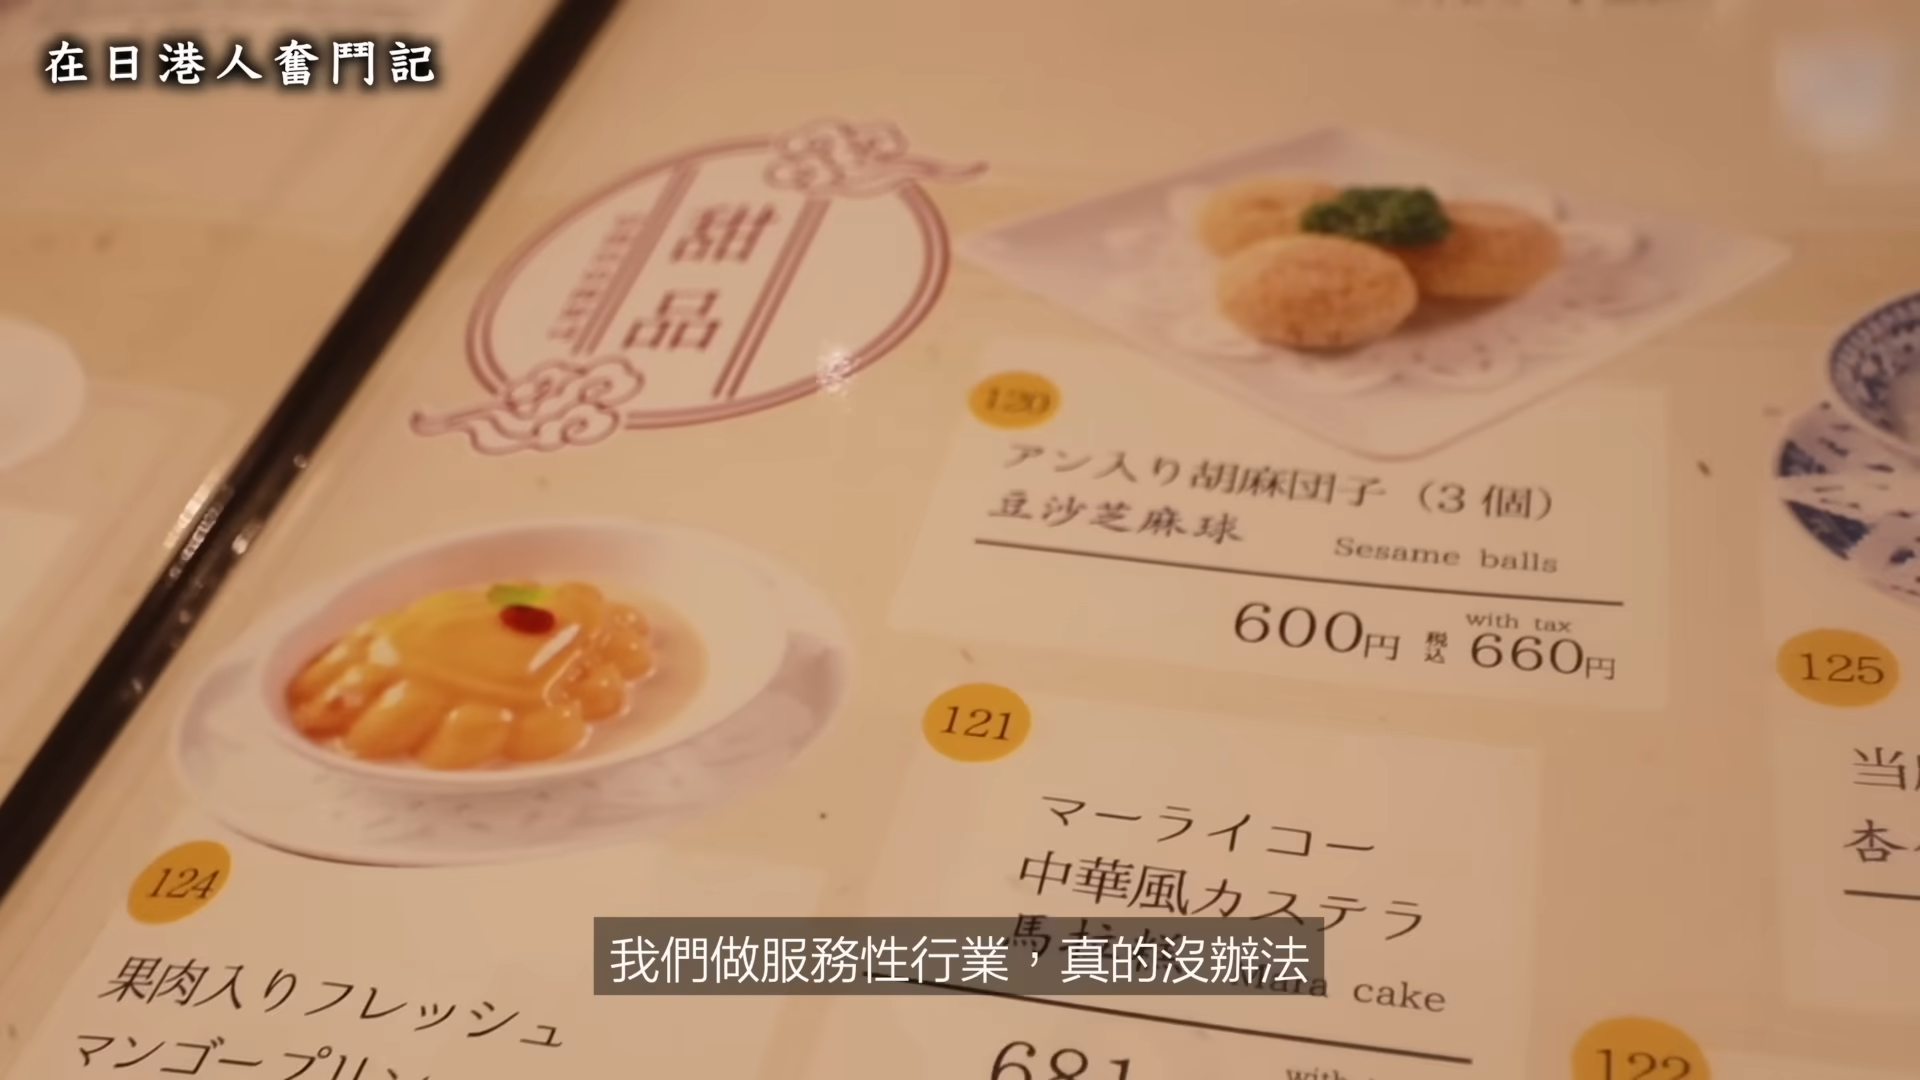 在日港人奮鬥記
甜品
DESSERTS
120
アン入り胡麻団子（3個）
豆沙芝麻球
Sesame balls
600円
税込
with tax
660円
124
果肉入りフレッシュ
マンゴープリン
121
マーライコー
中華風カステラ
Mara cake
681
with
125
当
杏
122
我們做服務性行業，真的沒辦法